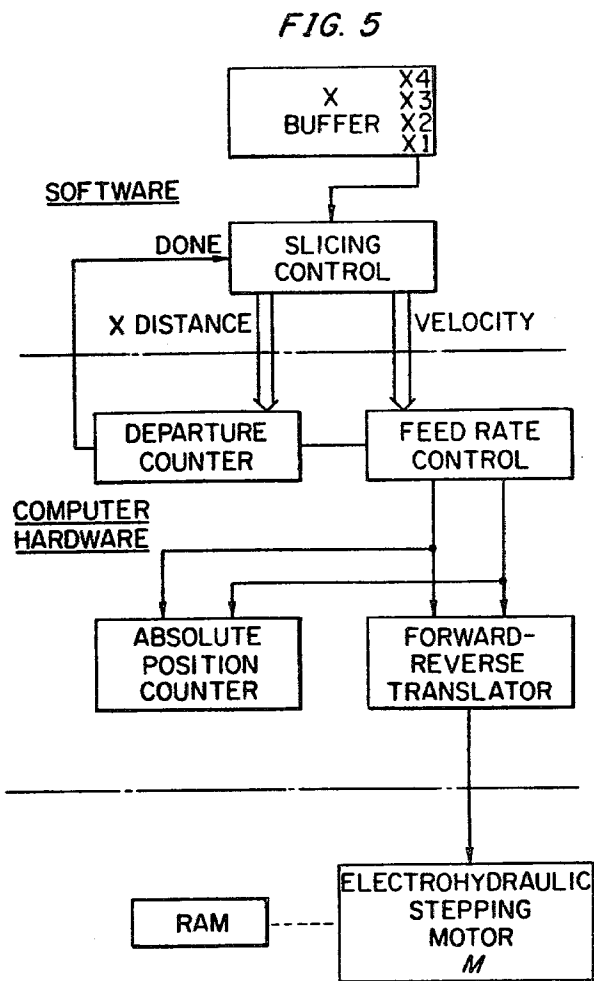 FIG. 5
X
BUFFER
X4
X3
X2
X1
SOFTWARE
DONE
SLICING
CONTROL
X DISTANCE
VELOCITY
DEPARTURE
COUNTER
FEED RATE
CONTROL
COMPUTER
HARDWARE
ABSOLUTE
POSITION
COUNTER
FORWARD-
REVERSE
TRANSLATOR
ELECTROHYDRAULIC
STEPPING
MOTOR
M
RAM